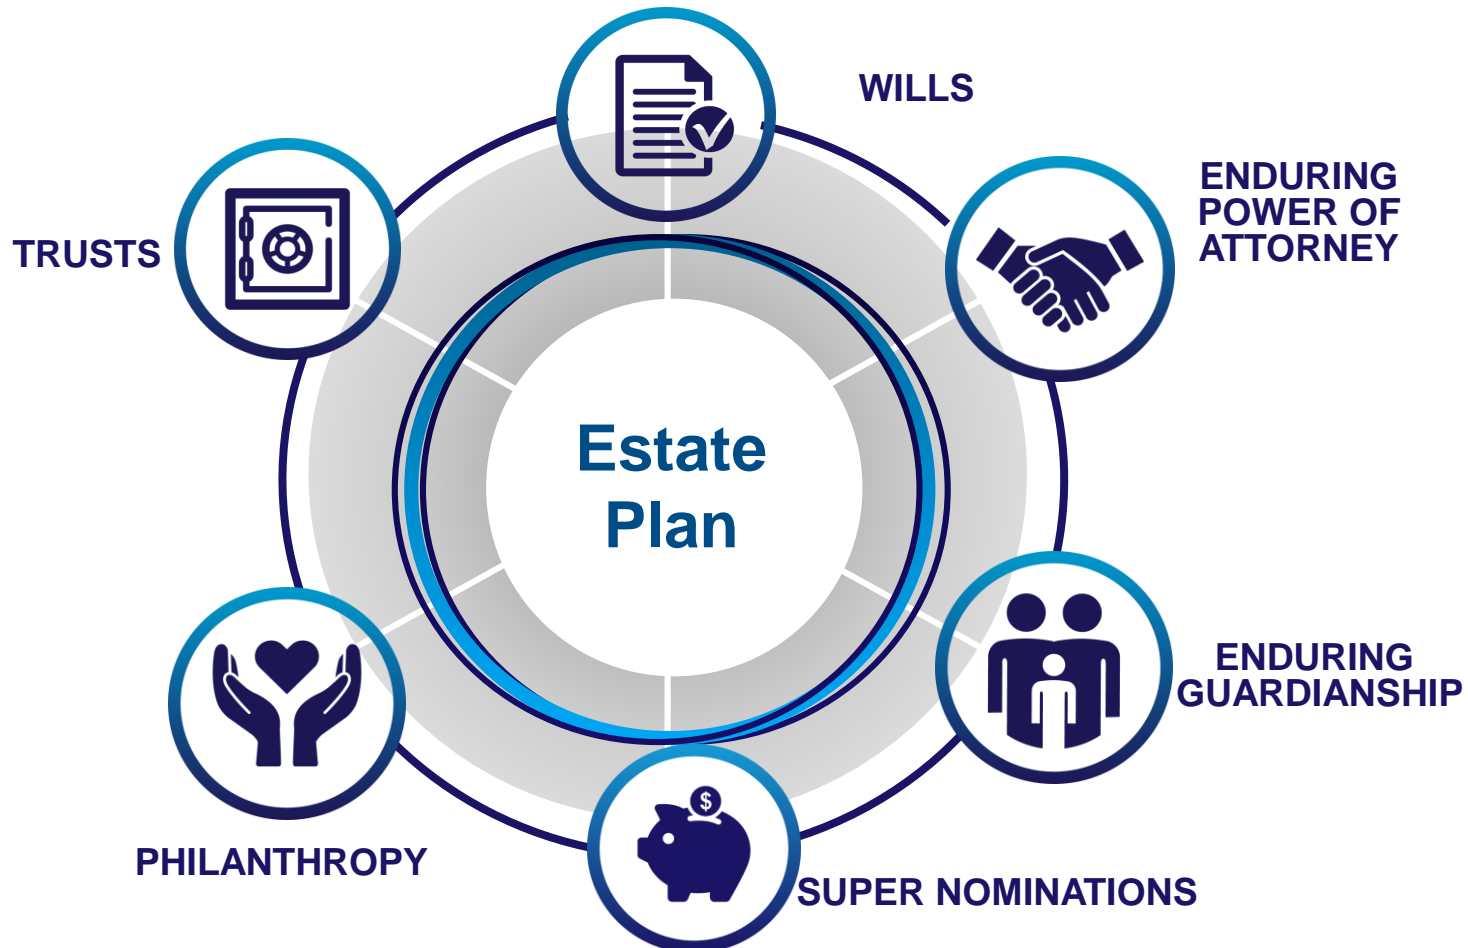 WILLS
ENDURING
POWER OF
ATTORNEY
TRUSTS
Estate
Plan
ENDURING
GUARDIANSHIP
$
PHILANTHROPY
SUPER NOMINATIONS